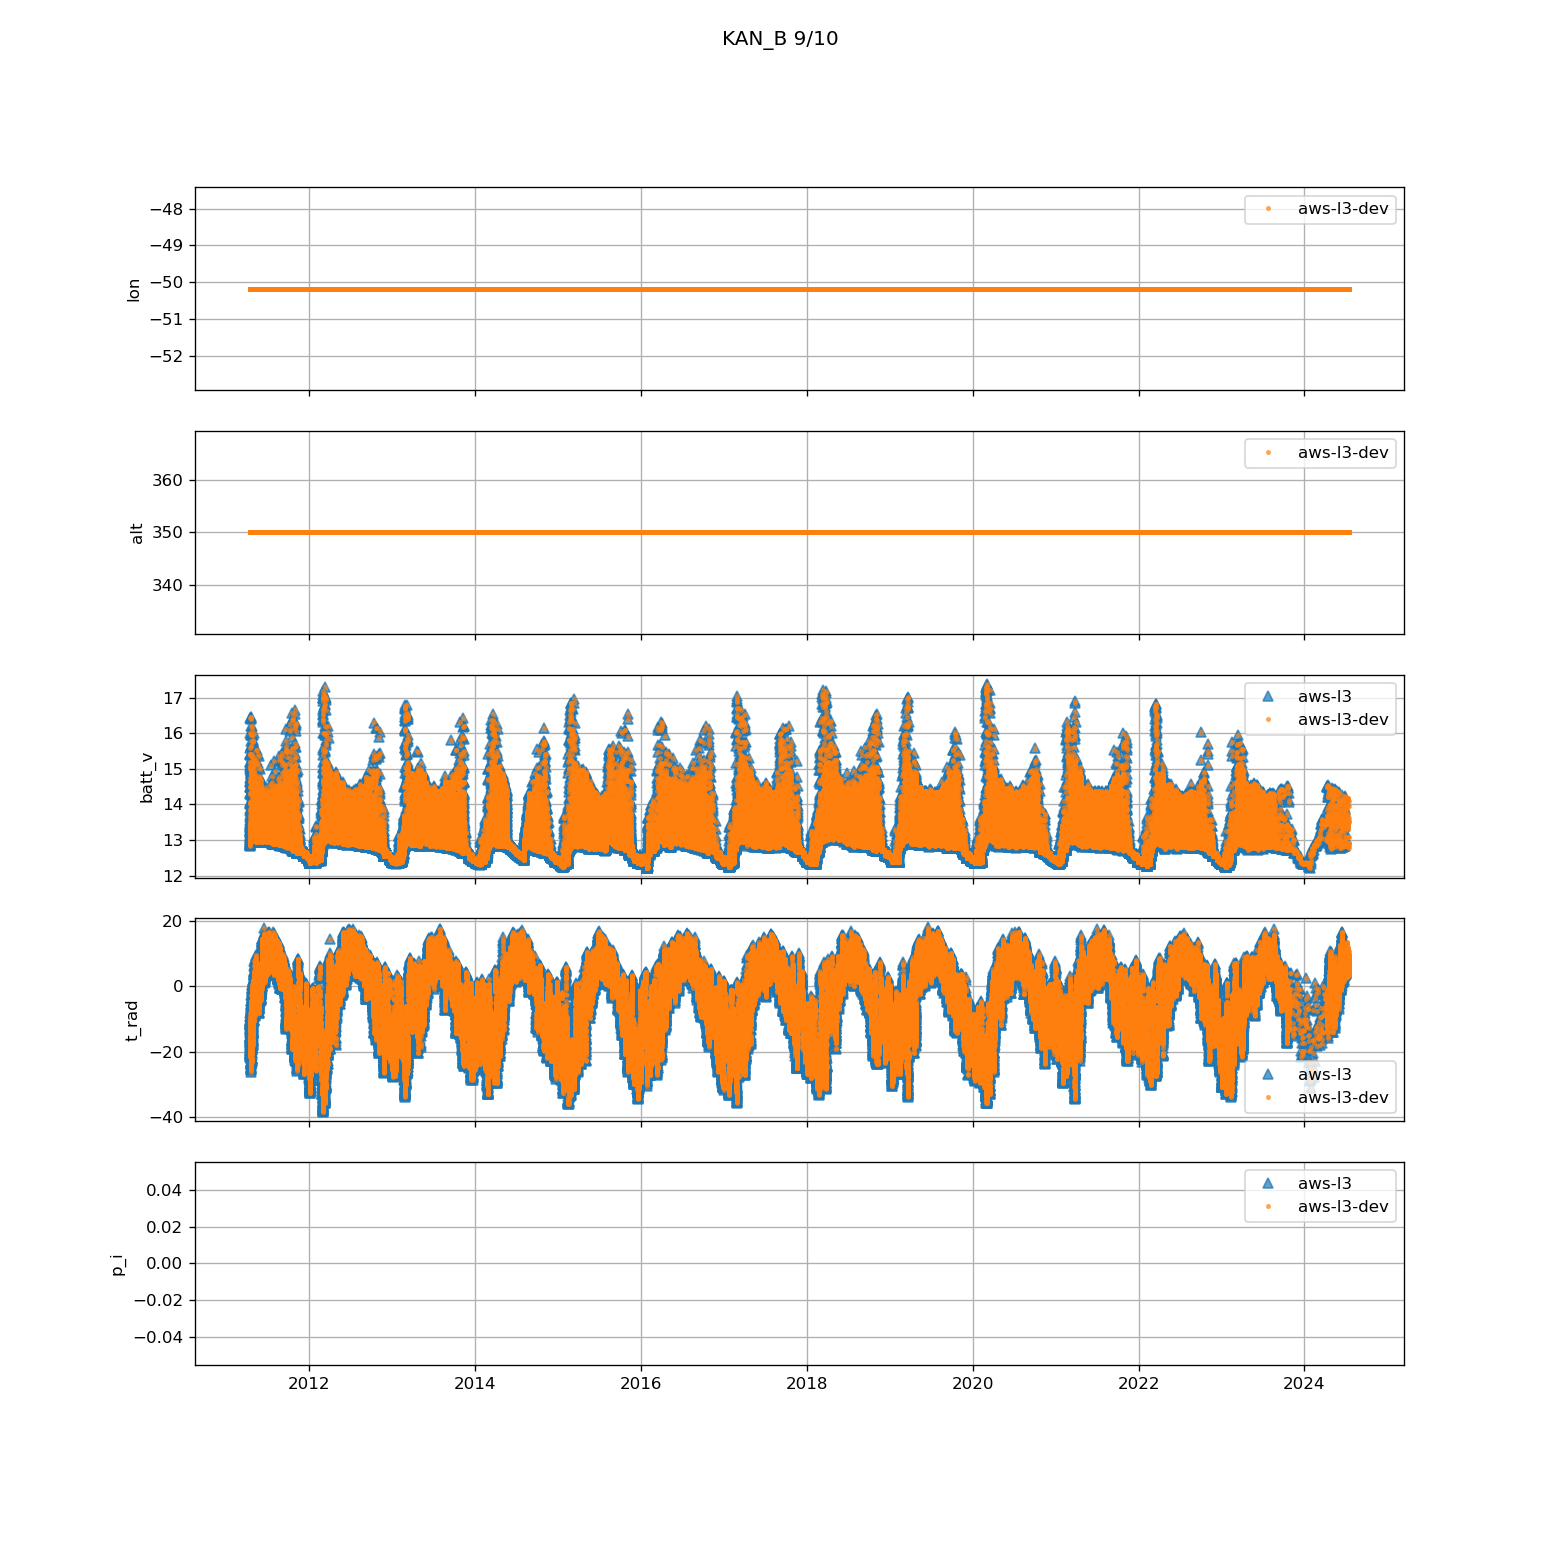 KAN_B 9/10
−48
−49
−50
−51
−52
lon
aws-l3-dev
360
350
340
alt
aws-l3-dev
17
16
15
14
13
12
batt_v
aws-l3
aws-l3-dev
20
0
−20
−40
t_rad
aws-l3
aws-l3-dev
0.04
0.02
0.00
−0.02
−0.04
p_i
aws-l3
aws-l3-dev
2012 2014 2016 2018 2020 2022 2024